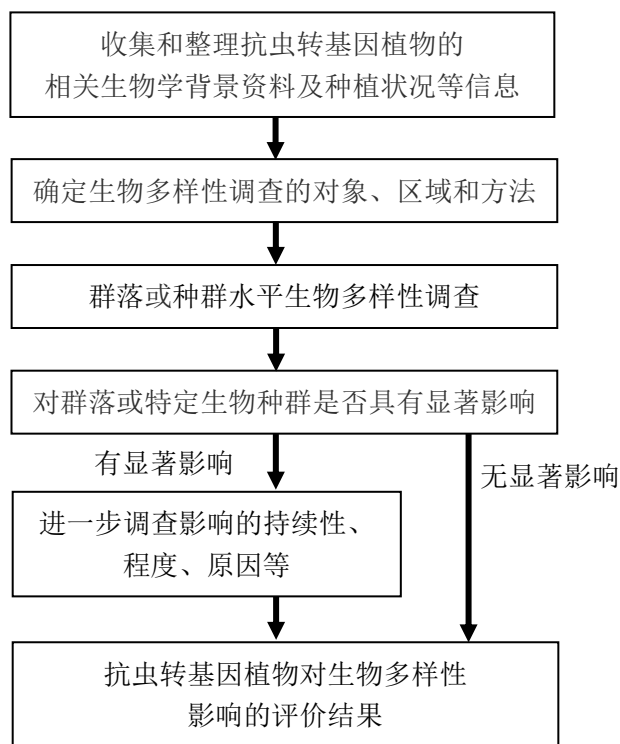 收集和整理抗虫转基因植物的
相关生物学背景资料及种植状况等信息
确定生物多样性调查的对象、区域和方法
群落或种群水平生物多样性调查
对群落或特定生物种群是否具有显著影响
有显著影响
无显著影响
进一步调查影响的持续性、
程度、原因等
抗虫转基因植物对生物多样性
影响的评价结果